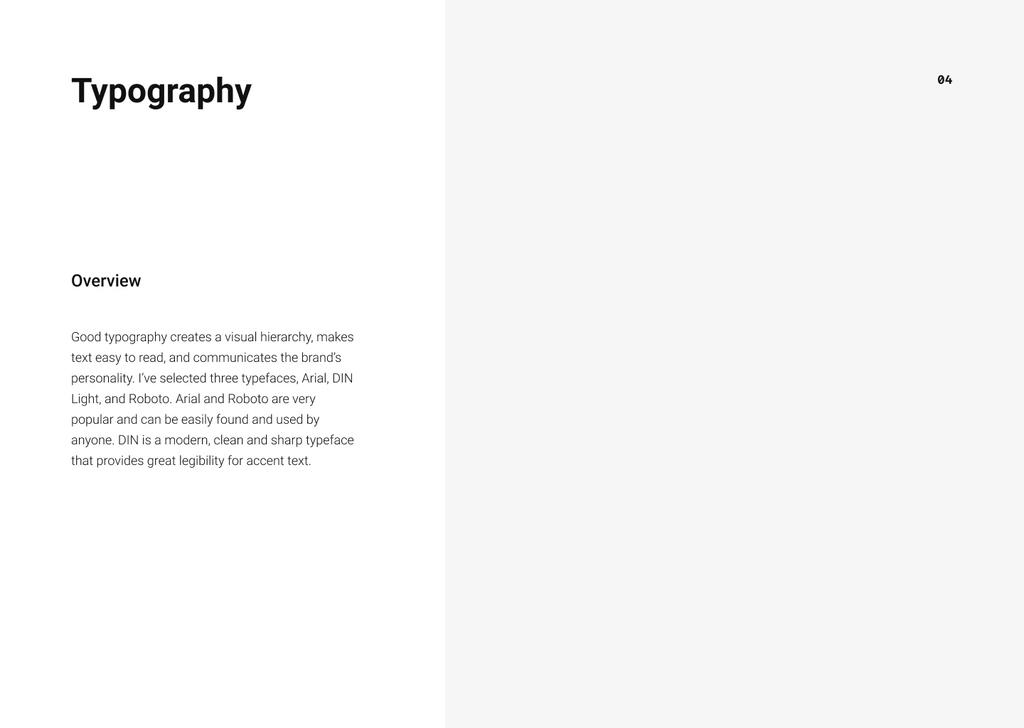 Typography
04
Overview
Good typography creates a visual hierarchy, makes
text easy to read, and communicates the brand’s
personality. I’ve selected three typefaces, Arial, DIN
Light, and Roboto. Arial and Roboto are very
popular and can be easily found and used by
anyone. DIN is a modern, clean and sharp typeface
that provides great legibility for accent text.